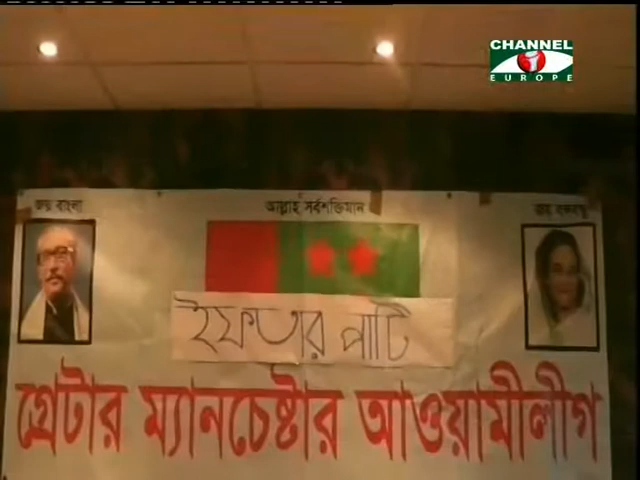 CHANNEL
i
EUROPE
জয় বাংলা আল্লাহ সর্বশক্তিমান জয় বঙ্গবন্ধু
ইফতার পার্টি
গ্রেটার ম্যানচেষ্টার আওয়ামীলীগ